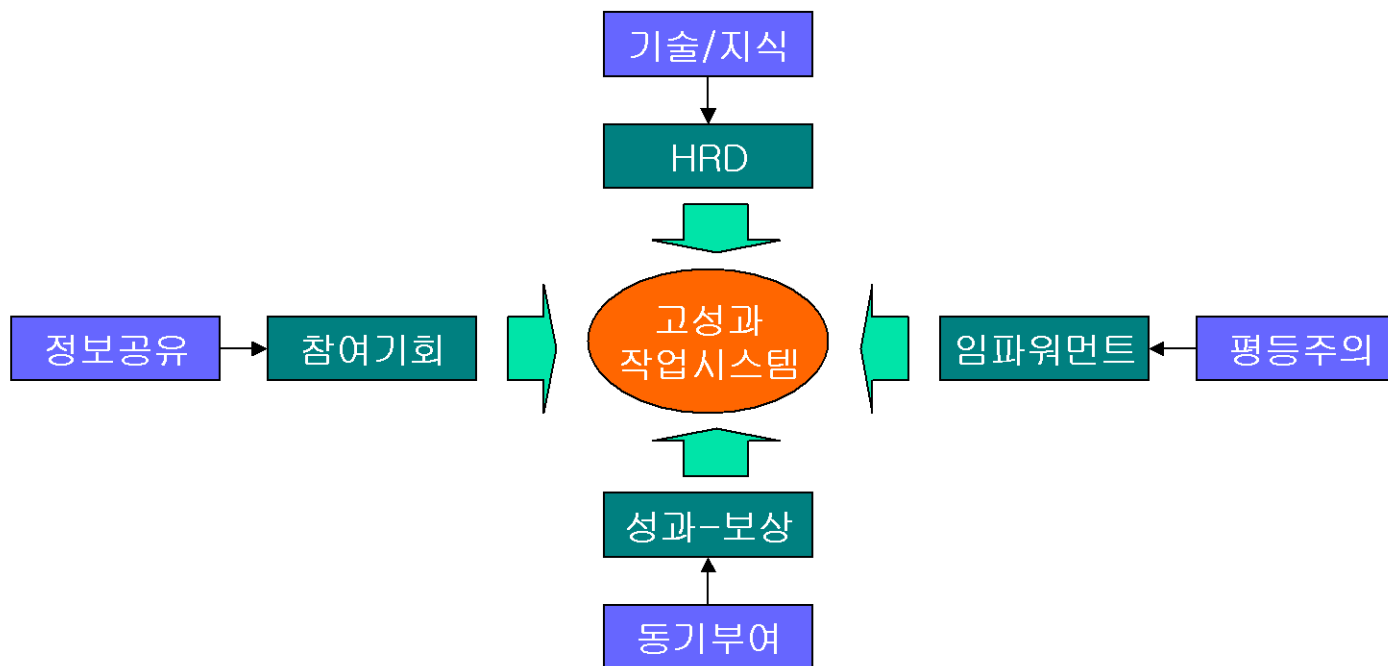 기술/지식
HRD
고성과
작업시스템
정보공유
참여기회
임파워먼트
평등주의
성과-보상
동기부여